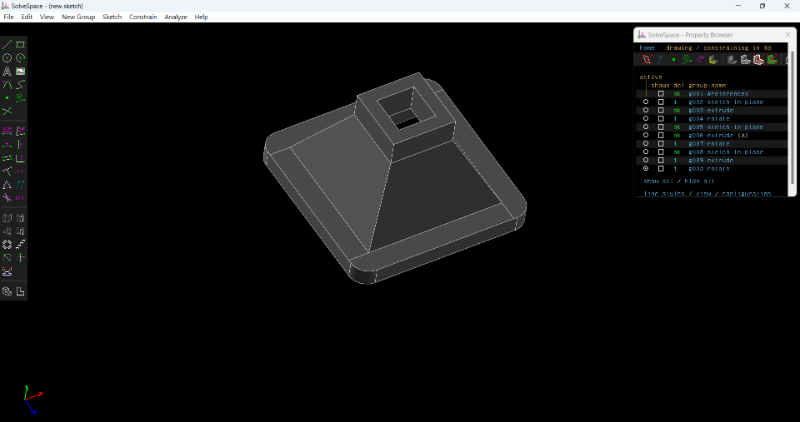 SolveSpace - (new sketch)
File Edit View New Group Sketch Constrain Analyze Help
SolveSpace - Property Browser
home drawing / constraining in 3d
active
shown dof group-name
ok g001-#references
1 g002-sketch-in-plane
ok g003-extrude
1 g004-rotate
ok g005-sketch-in-plane
ok g006-extrude (A)
1 g007-rotate
ok g008-sketch-in-plane
1 g009-extrude
1 g00a-rotate
show all / hide all
line styles / view / configuration